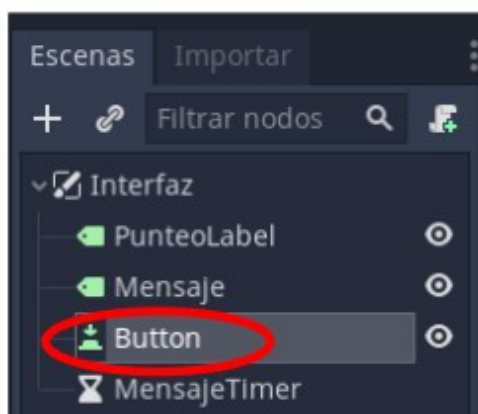 Escenas Importar
Filtrar nodos
Interfaz
PunteoLabel
Mensaje
Button
MensajeTimer